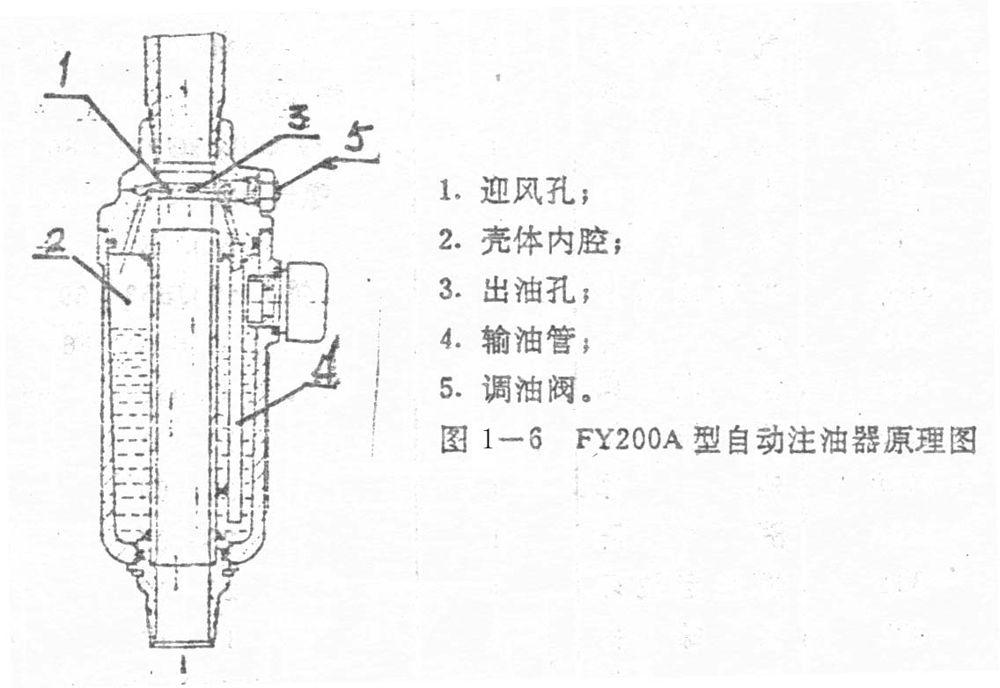 1
3
5
2
4
1. 迎风孔；
2. 壳体内腔；
3. 出油孔；
4. 输油管；
5. 调油阀。
图 1—6 FY200A 型自动注油器原理图